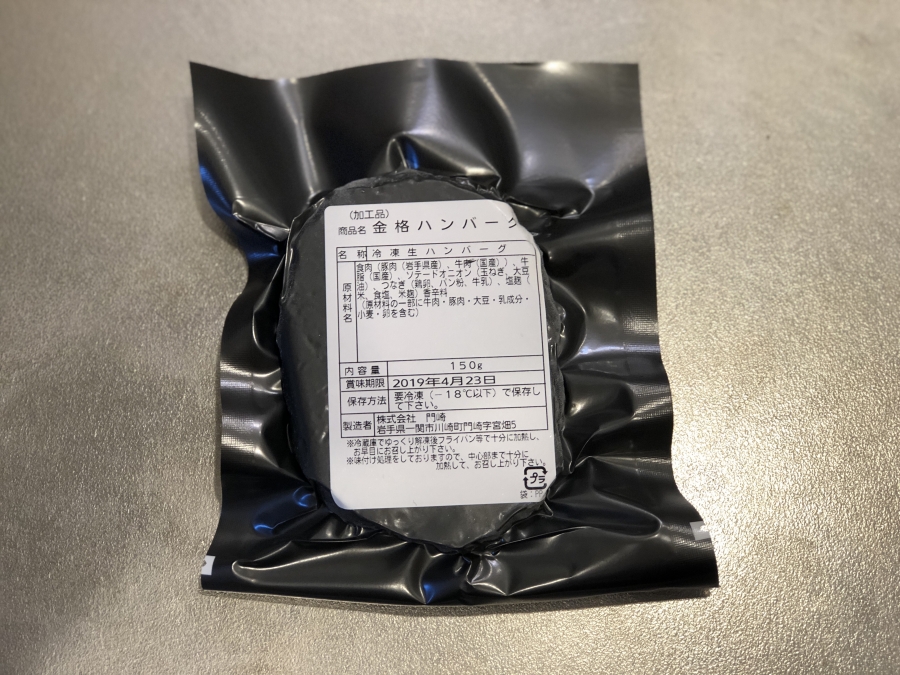 （加工品）
商品名 金格ハンバーグ
名 称 冷凍生ハンバーグ
原材料名 食肉（豚肉（岩手県産）、牛肉（国産））、牛
脂（国産）、ソテードオニオン（玉ねぎ、大豆
油）、つなぎ（鶏卵、パン粉、牛乳）、塩麹（
米、食塩、米麹）香辛料
（原材料の一部に牛肉・豚肉・大豆・乳成分・
小麦・卵を含む）
内容量 150g
賞味期限 2019年4月23日
保存方法 要冷凍（－18℃以下）で保存し
て下さい。
製造者 株式会社 門崎
岩手県一関市川崎町門崎字宮畑5
※冷蔵庫でゆっくり解凍後フライパン等で十分に加熱し、
お早目にお召し上がり下さい。
※味付け処理をしておりますので、中心部まで十分に
加熱して、お召し上がり下さい。
プラ
袋：PP